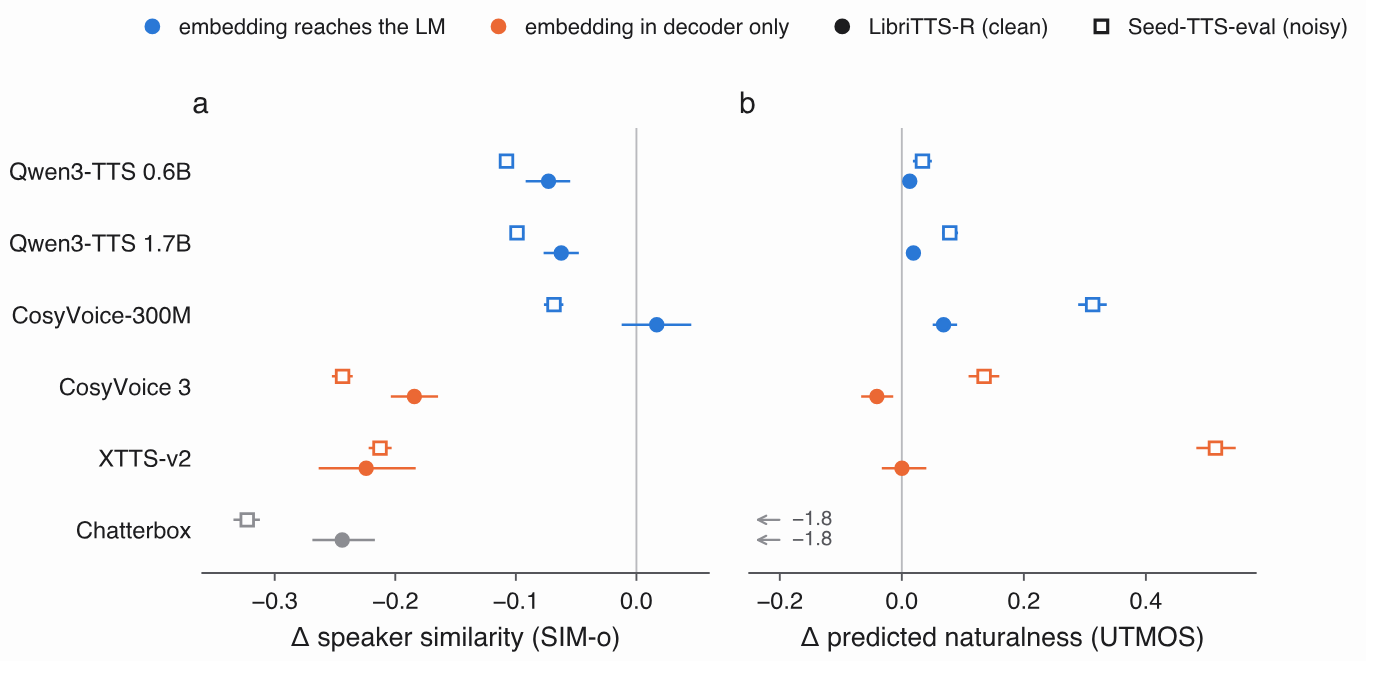 embedding reaches the LM embedding in decoder only LibriTTS-R (clean) Seed-TTS-eval (noisy)
a b
Qwen3-TTS 0.6B
Qwen3-TTS 1.7B
CosyVoice-300M
CosyVoice 3
XTTS-v2
Chatterbox
−1.8
−1.8
−0.3 −0.2 −0.1 0.0
Δ speaker similarity (SIM-o)
−0.2 0.0 0.2 0.4
Δ predicted naturalness (UTMOS)